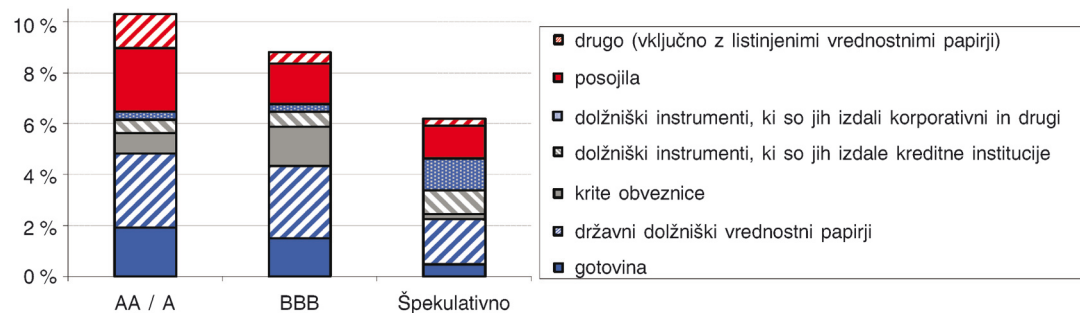 10 %
8 %
6 %
4 %
2 %
0 %
AA / A
BBB
Špekulativno
drugo (vključno z listinjenimi vrednostnimi papirji)
posojila
dolžniški instrumenti, ki so jih izdali korporativni in drugi
dolžniški instrumenti, ki so jih izdale kreditne institucije
krite obveznice
državni dolžniški vrednostni papirji
gotovina